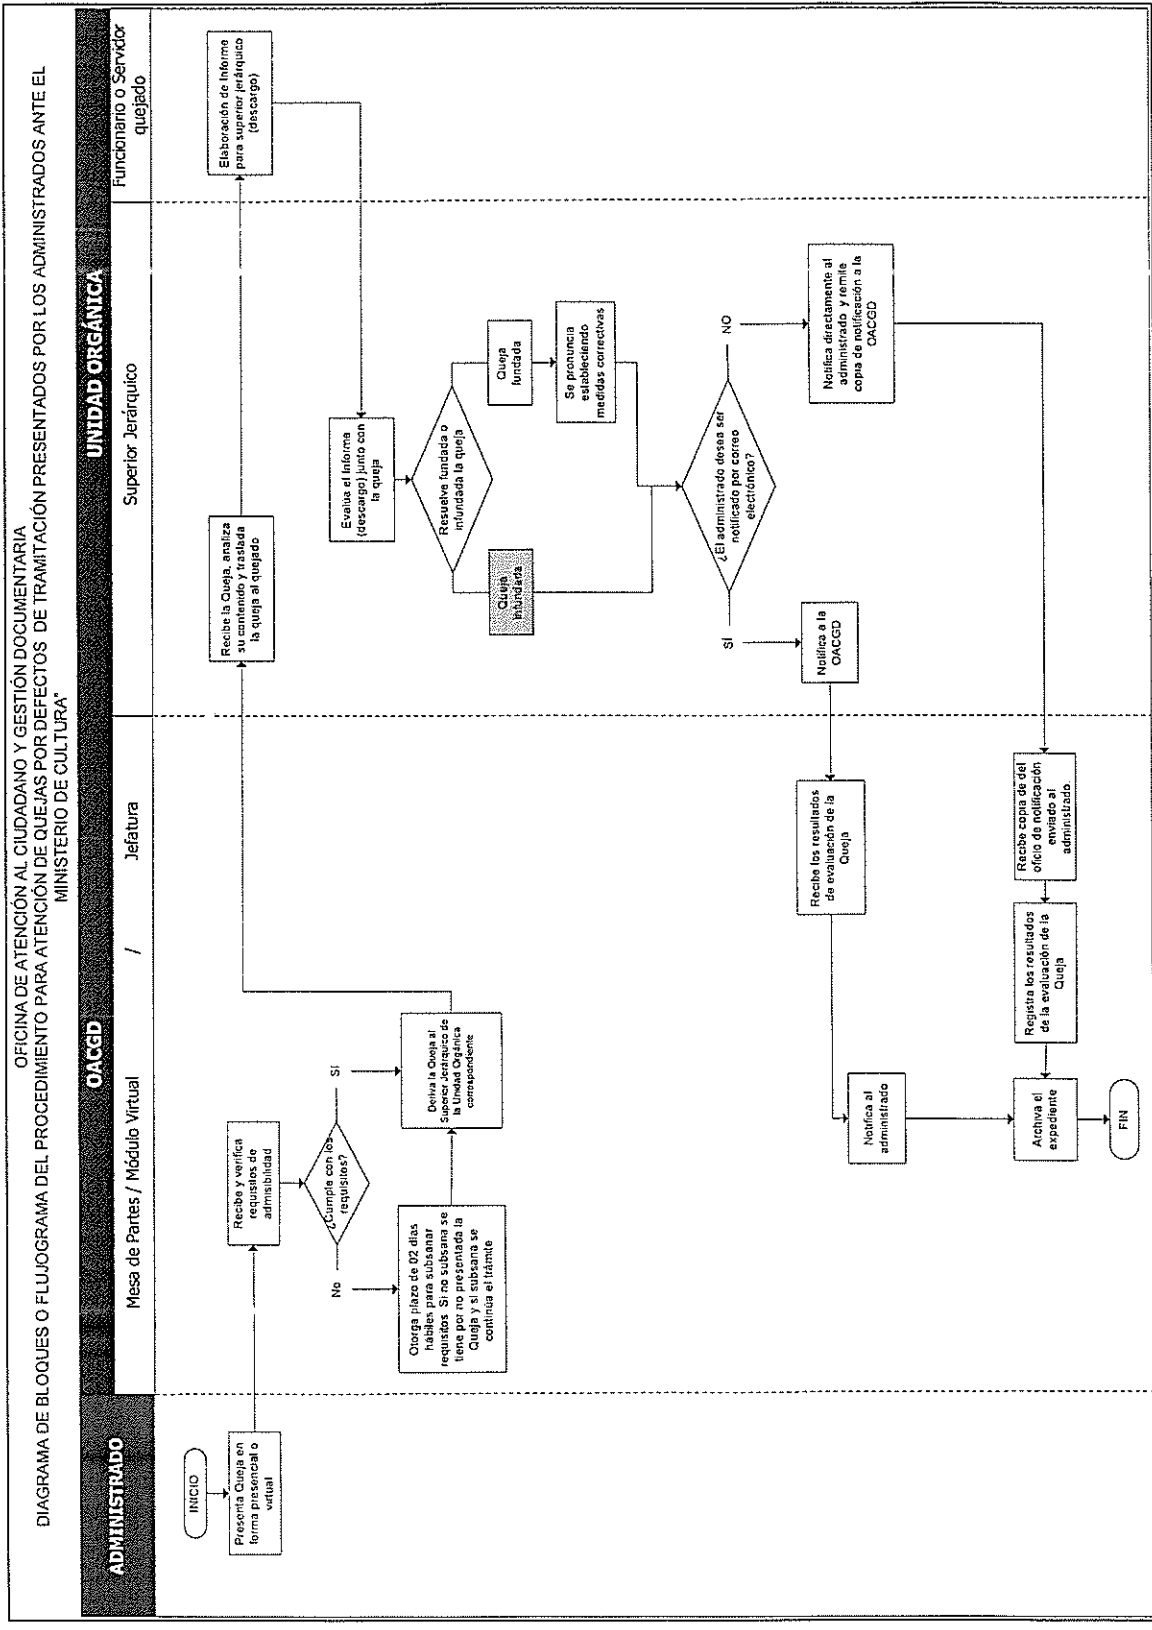 OFICINA DE ATENCIÓN AL CIUDADANO Y GESTIÓN DOCUMENTARIA
DIAGRAMA DE BLOQUES O FLUJOGRAMA DEL PROCEDIMIENTO PARA ATENCIÓN DE QUEJAS POR DEFECTOS DE TRAMITACIÓN PRESENTADOS POR LOS ADMINISTRADOS ANTE EL
MINISTERIO DE CULTURA"
ADMINISTRADO
OACGD
UNIDAD ORGÁNICA
Mesa de Partes / Módulo Virtual
/
Jefatura
Superior Jerárquico
Funcionario o Servidor
quejado
INICIO
Presenta Queja en
forma presencial o
virtual
Recibe y verifica
requisitos de
admisibilidad
¿Cumple con los
requisitos?
No
SÍ
Otorga plazo de 02 días
hábiles para subsanar
requisitos. Si no subsana se
tiene por no presentada la
Queja y si subsana se
continúa el trámite
Deriva la Queja al
Superior Jerárquico de
la Unidad Orgánica
correspondiente
Recibe la Queja, analiza
su contenido y traslada
la queja al quejado
Elaboración de Informe
para superior jerárquico
(descargo)
Evalúa el Informe
(descargo) junto con
la queja
Resuelve fundada o
infundada la queja
Queja
infundada
Queja
fundada
Se pronuncia
estableciendo
medidas correctivas
¿El administrado desea ser
notificado por correo
electrónico?
SÍ
NO
Notifica a la
OACGD
Notifica directamente al
administrado y remite
copia de notificación a la
OACGD
Recibe los resultados
de evaluación de la
Queja
Notifica al
administrado
Recibe copia de del
oficio de notificación
enviado al
administrado.
Registra los resultados
de la evaluación de la
Queja
Archiva el
expediente
FIN